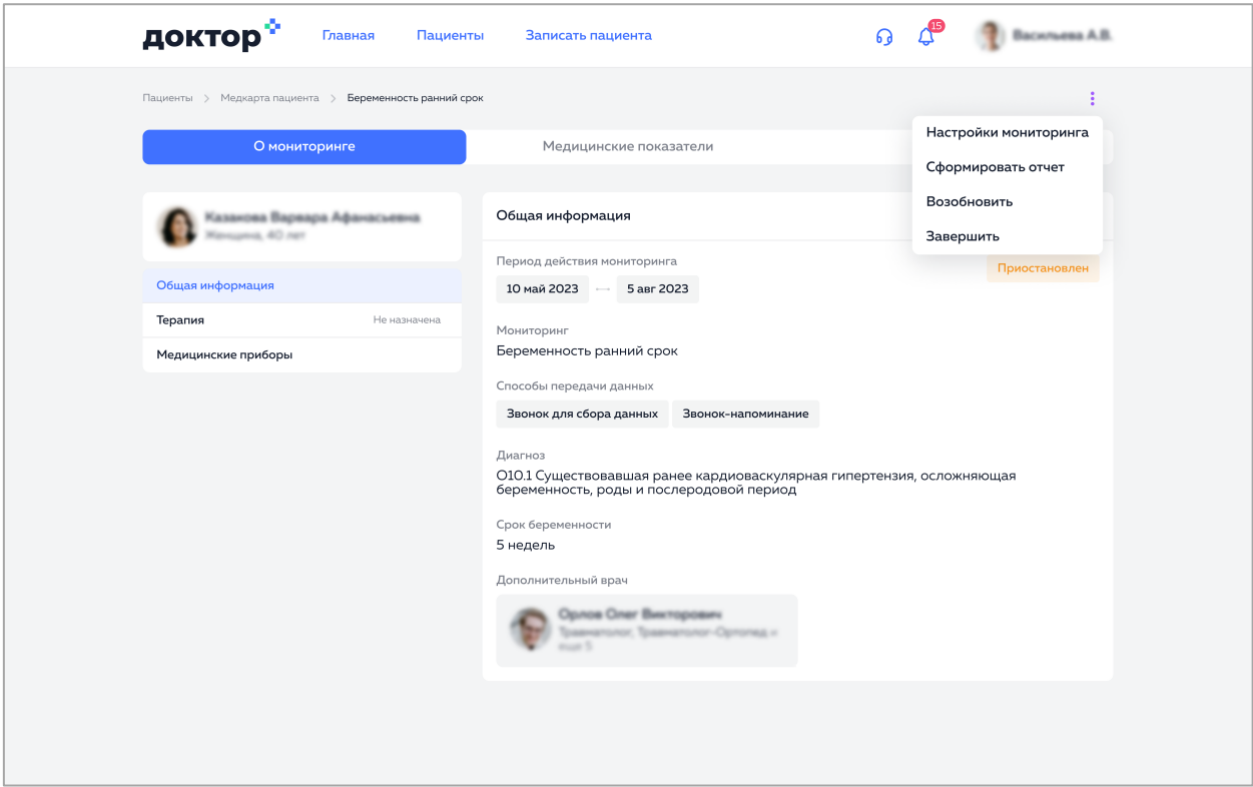 доктор
Главная
Пациенты
Записать пациента
15
Пациенты
Медкарта пациента
Беременность ранний срок
О мониторинге
Медицинские показатели
Настройки мониторинга
Сформировать отчет
Возобновить
Завершить
Общая информация
Терапия
Не назначена
Медицинские приборы
Общая информация
Период действия мониторинга
Приостановлен
10 май 2023
5 авг 2023
Мониторинг
Беременность ранний срок
Способы передачи данных
Звонок для сбора данных
Звонок-напоминание
Диагноз
О10.1 Существовавшая ранее кардиоваскулярная гипертензия, осложняющая
беременность, роды и послеродовой период
Срок беременности
5 недель
Дополнительный врач